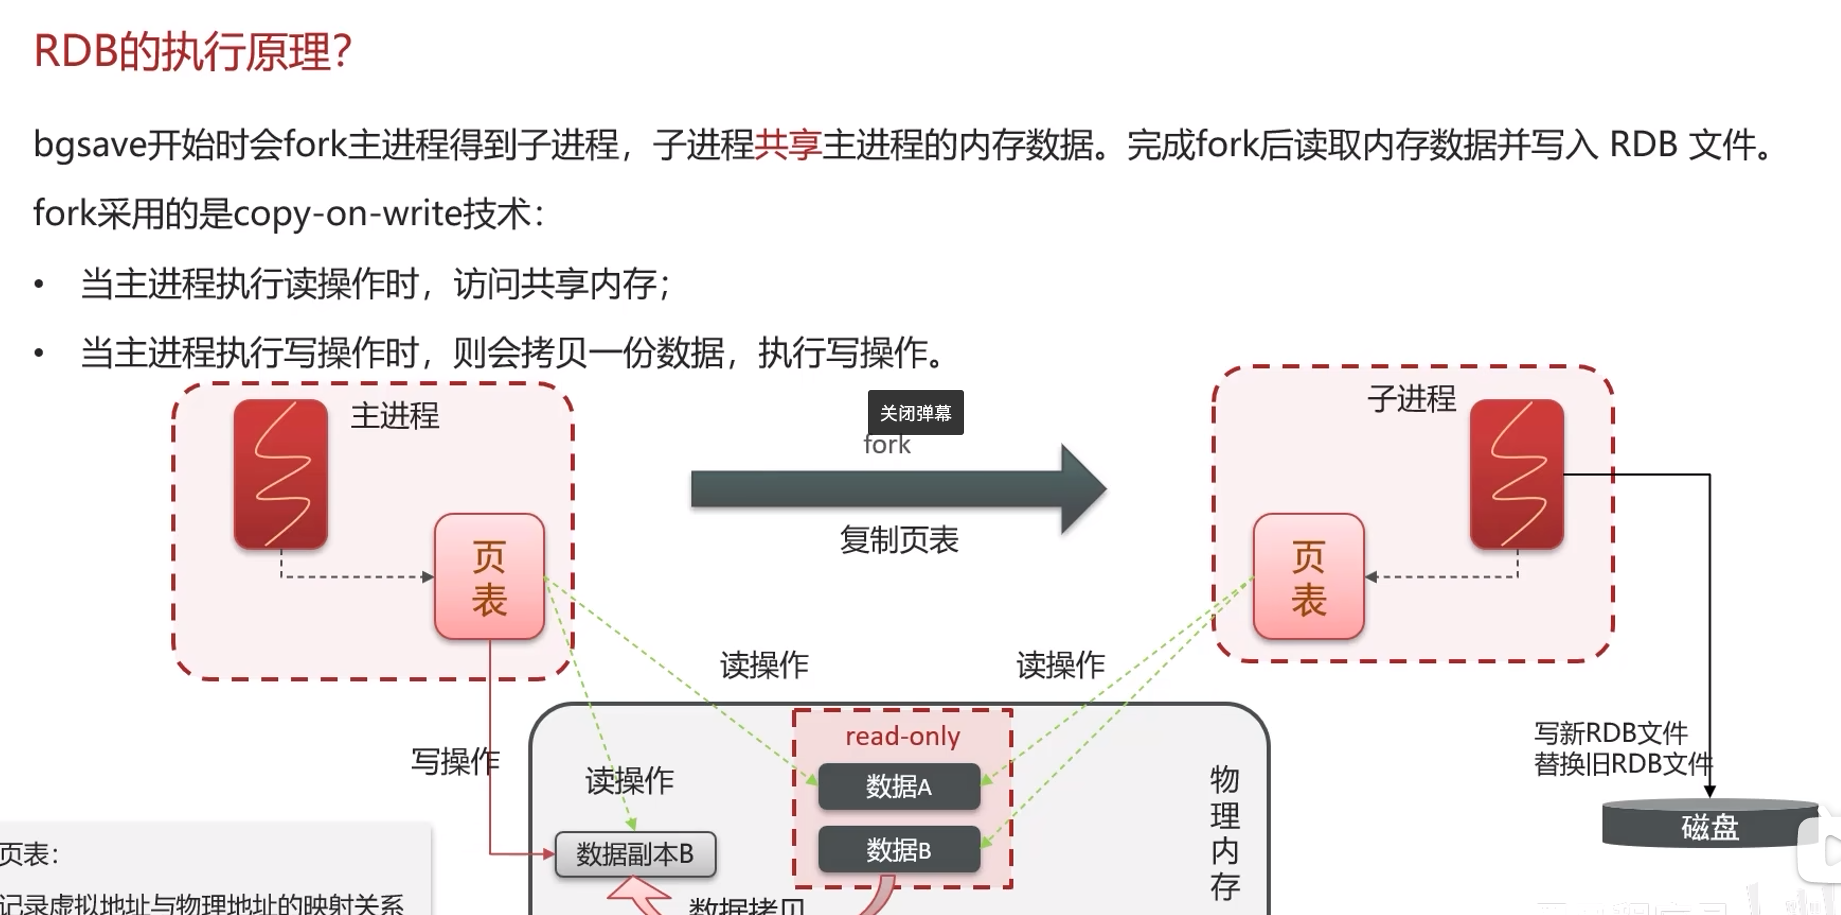 RDB的执行原理？
bgsave开始时会fork主进程得到子进程，子进程共享主进程的内存数据。完成fork后读取内存数据并写入 RDB 文件。
fork采用的是copy-on-write技术：
• 当主进程执行读操作时，访问共享内存；
• 当主进程执行写操作时，则会拷贝一份数据，执行写操作。
主进程
关闭弹幕
fork
子进程
页
表
复制页表
页
表
读操作
读操作
写操作
读操作
read-only
数据A
数据B
数据副本B
数据拷贝
物
理
内
存
写新RDB文件
替换旧RDB文件
磁盘
页表：
记录虚拟地址与物理地址的映射关系